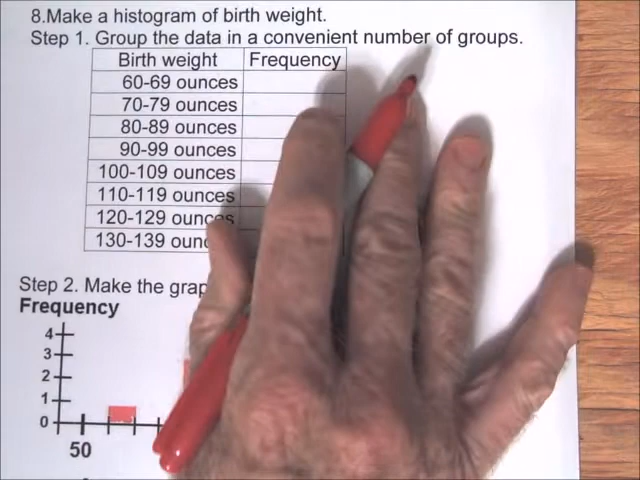 8.Make a histogram of birth weight.
Step 1. Group the data in a convenient number of groups.
Birth weight Frequency
60-69 ounces
70-79 ounces
80-89 ounces
90-99 ounces
100-109 ounces
110-119 ounces
120-129 ounces
130-139
Step 2. Make the
Frequency
4
3
2
1
0
50